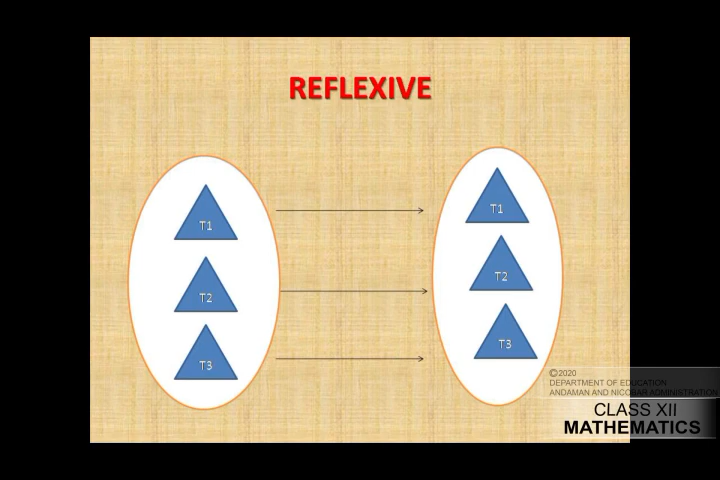 REFLEXIVE
T1
T1
T2
T2
T3
T3
©2020
DEPARTMENT OF EDUCATION
ANDAMAN AND NICOBAR ADMINISTRATION
CLASS XII
MATHEMATICS